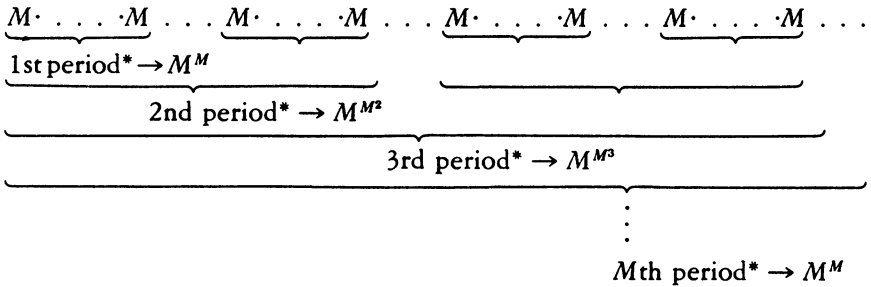 M· . . . . ·M . . . M· . . . . ·M . . . M· . . . . ·M . . . M· . . . . ·M . . .
1st period* → M^M
2nd period* → M^{M²}
3rd period* → M^{M³}
Mth period* → M^M